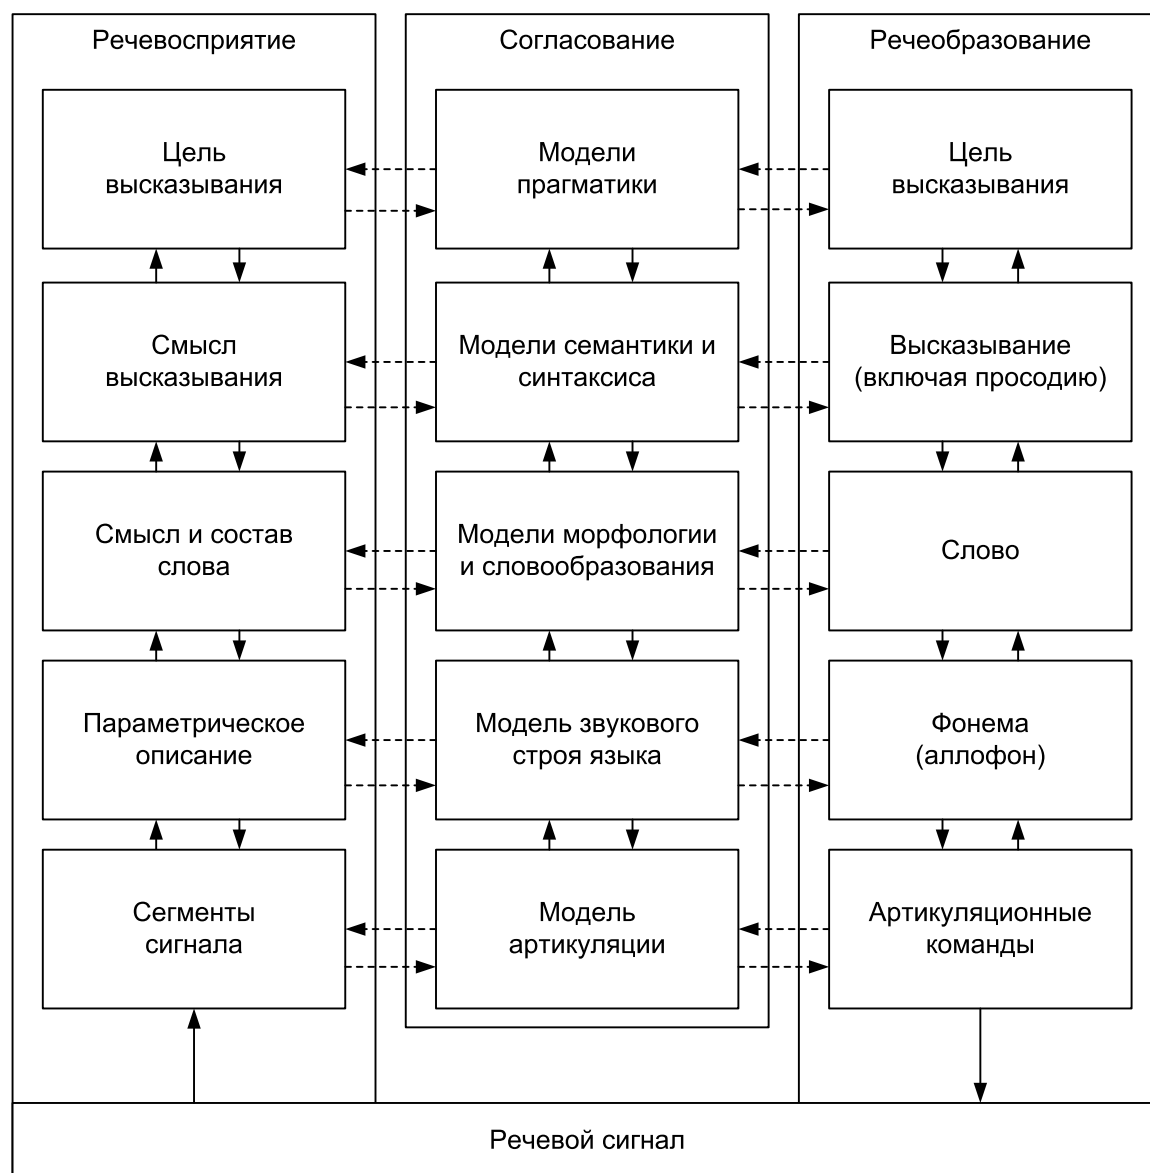 Речевосприятие
Согласование
Речеобразование
Цель
высказывания
Модели
прагматики
Цель
высказывания
Смысл
высказывания
Модели семантики и
синтаксиса
Высказывание
(включая просодию)
Смысл и состав
слова
Модели морфологии
и словообразования
Слово
Параметрическое
описание
Модель звукового
строя языка
Фонема
(аллофон)
Сегменты
сигнала
Модель
артикуляции
Артикуляционные
команды
Речевой сигнал